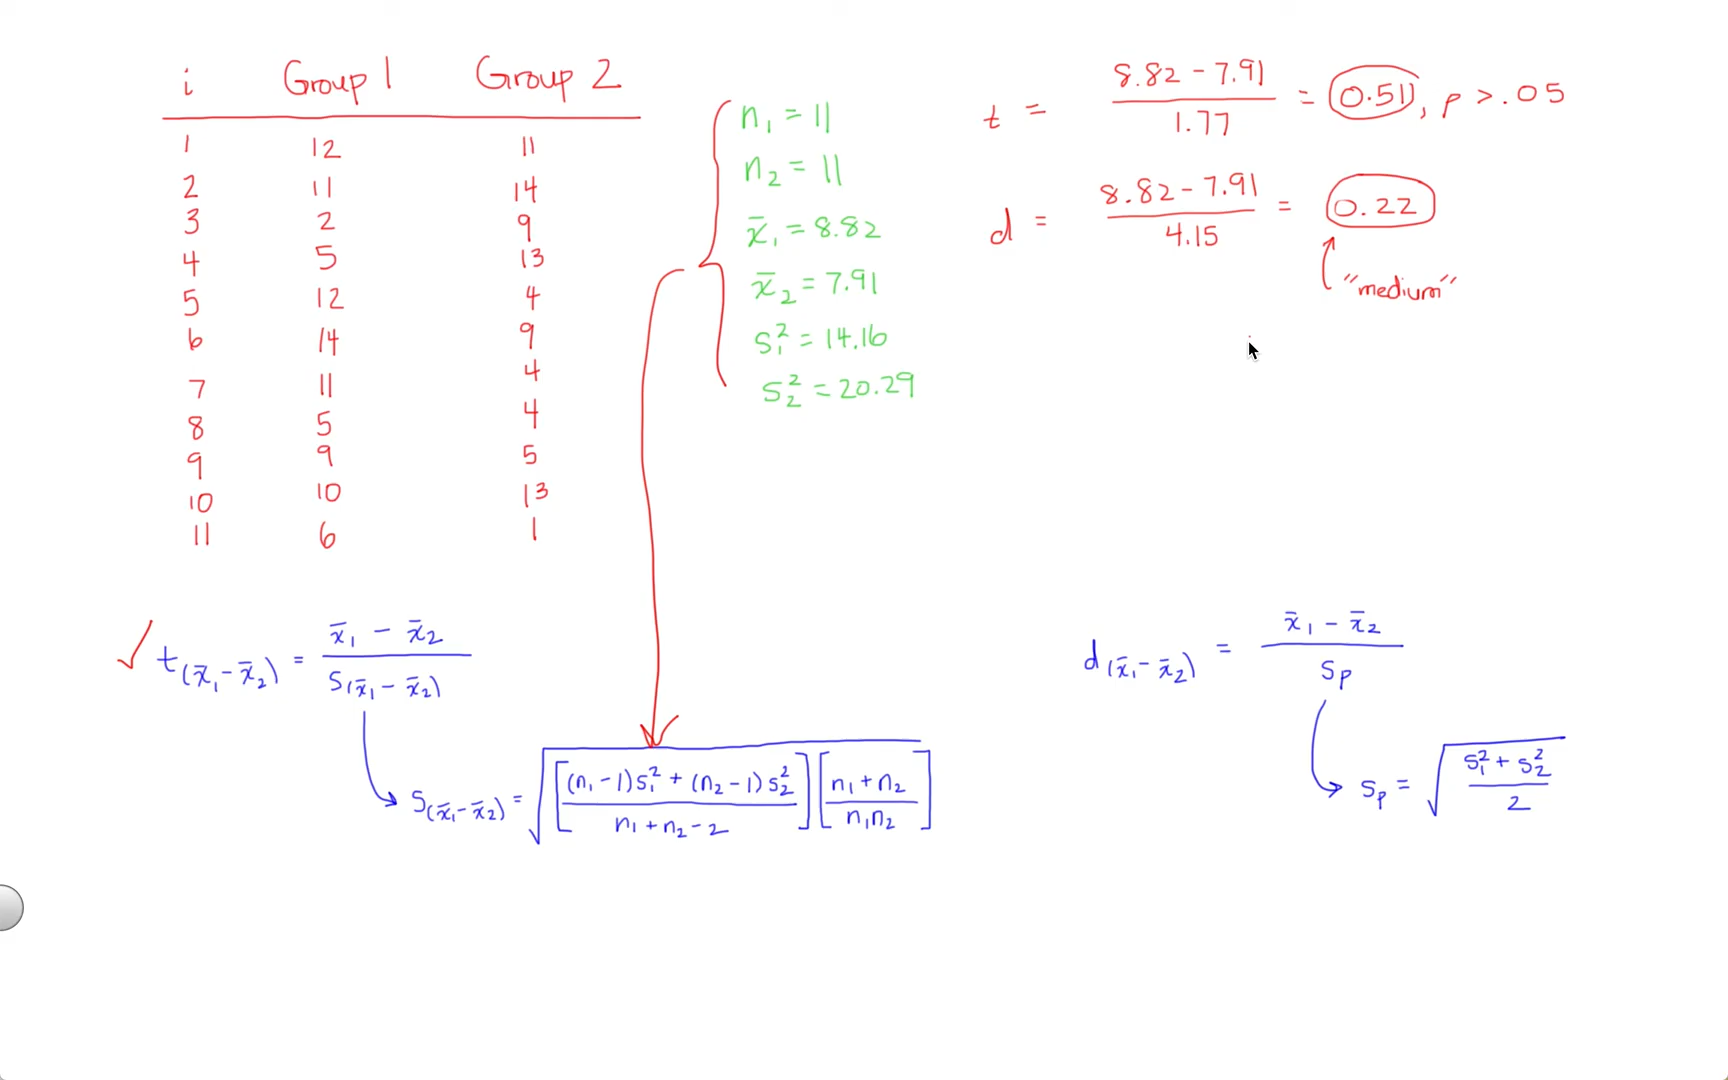 i Group 1 Group 2
1 12 11
2 11 14
3 2 9
4 5 13
5 12 4
6 14 9
7 11 4
8 5 4
9 9 5
10 10 13
11 6 1
n₁ = 11
n₂ = 11
x̄₁ = 8.82
x̄₂ = 7.91
s₁² = 14.16
s₂² = 20.29
t = (8.82 - 7.91) / 1.77 = 0.51, p > .05
d = (8.82 - 7.91) / 4.15 = 0.22
"medium"
✓ t(x̄₁ - x̄₂) = (x̄₁ - x̄₂) / s(x̄₁ - x̄₂)
s(x̄₁ - x̄₂) = √([((n₁ - 1)s₁² + (n₂ - 1)s₂²) / (n₁ + n₂ - 2)] [(n₁ + n₂) / (n₁n₂)])
d(x̄₁ - x̄₂) = (x̄₁ - x̄₂) / sp
sp = √((s₁² + s₂²) / 2)